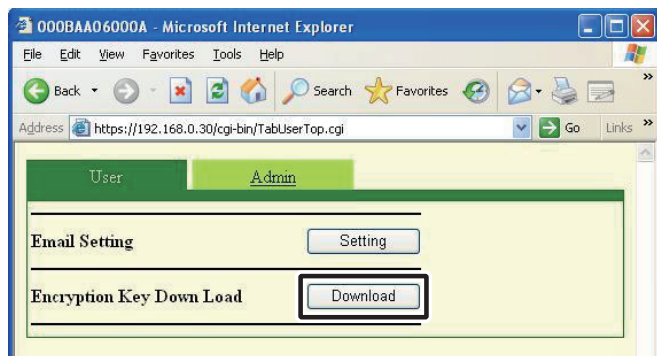 000BAA06000A - Microsoft Internet Explorer
File Edit View Favorites Tools Help
Back Search Favorites »
Address https://192.168.0.30/cgi-bin/TabUserTop.cgi Go Links »
User Admin
Email Setting Setting
Encryption Key Down Load Download